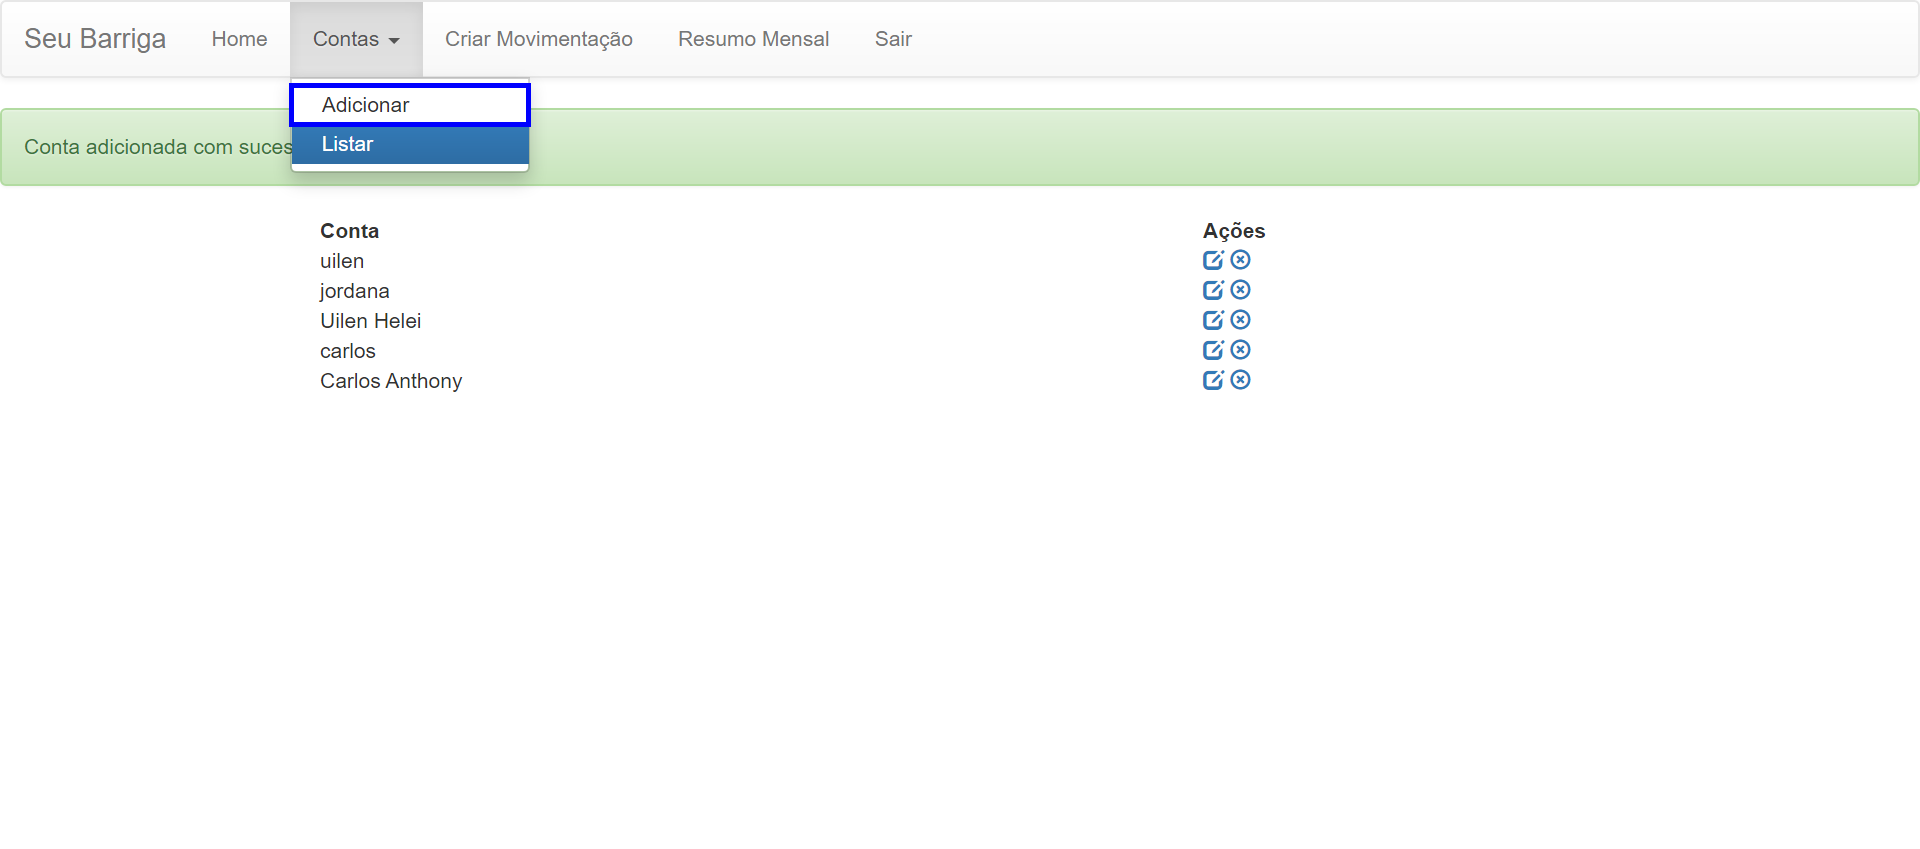 Seu Barriga Home Contas Criar Movimentação Resumo Mensal Sair
Adicionar
Listar
Conta adicionada com
Conta Ações
uilen
jordana
Uilen Helei
carlos
Carlos Anthony